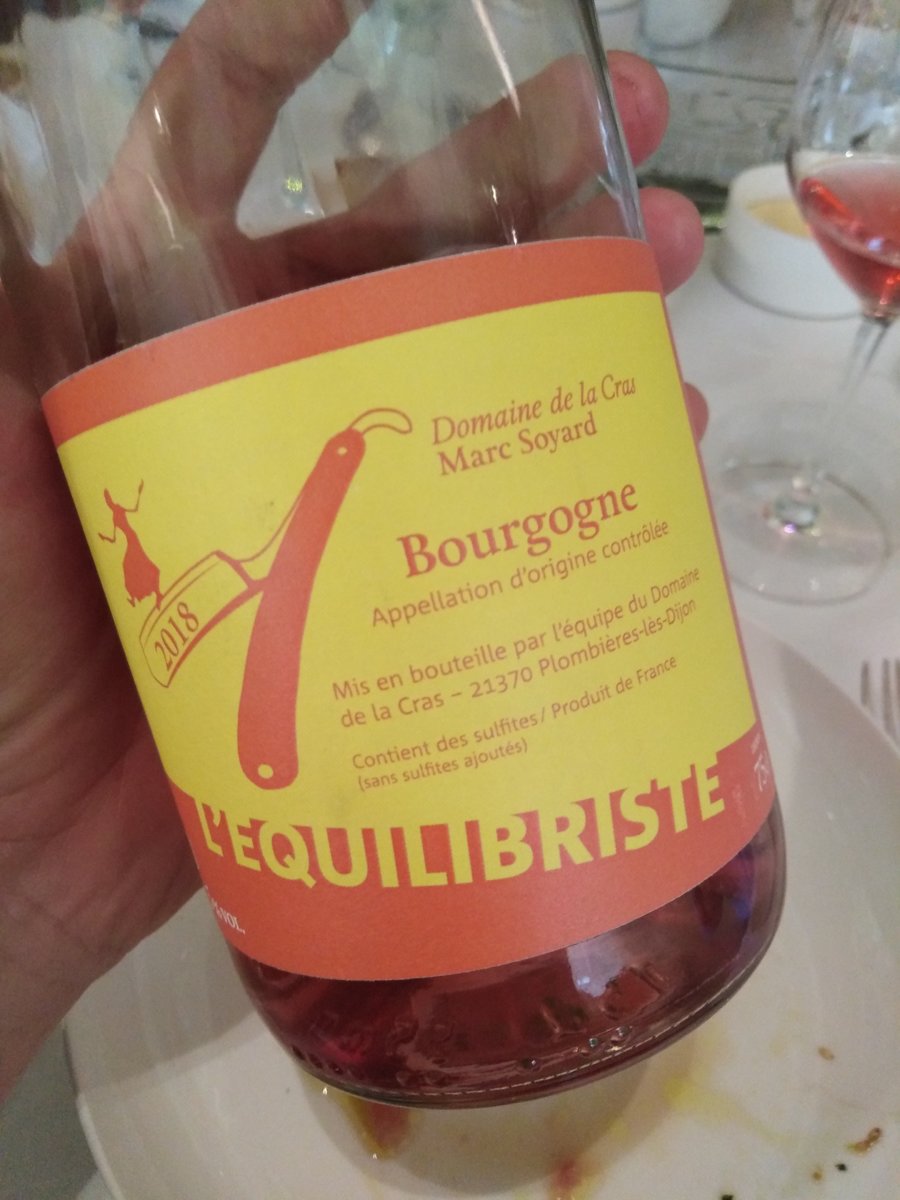 Domaine de la Cras
Marc Soyard
Bourgogne
Appellation d'origine contrôlée
2018
Mis en bouteille par l'équipe du Domaine
de la Cras – 21370 Plombières-lès-Dijon
Contient des sulfites / Produit de France
(sans sulfites ajoutés)
L'EQUILIBRISTE
%VOL.